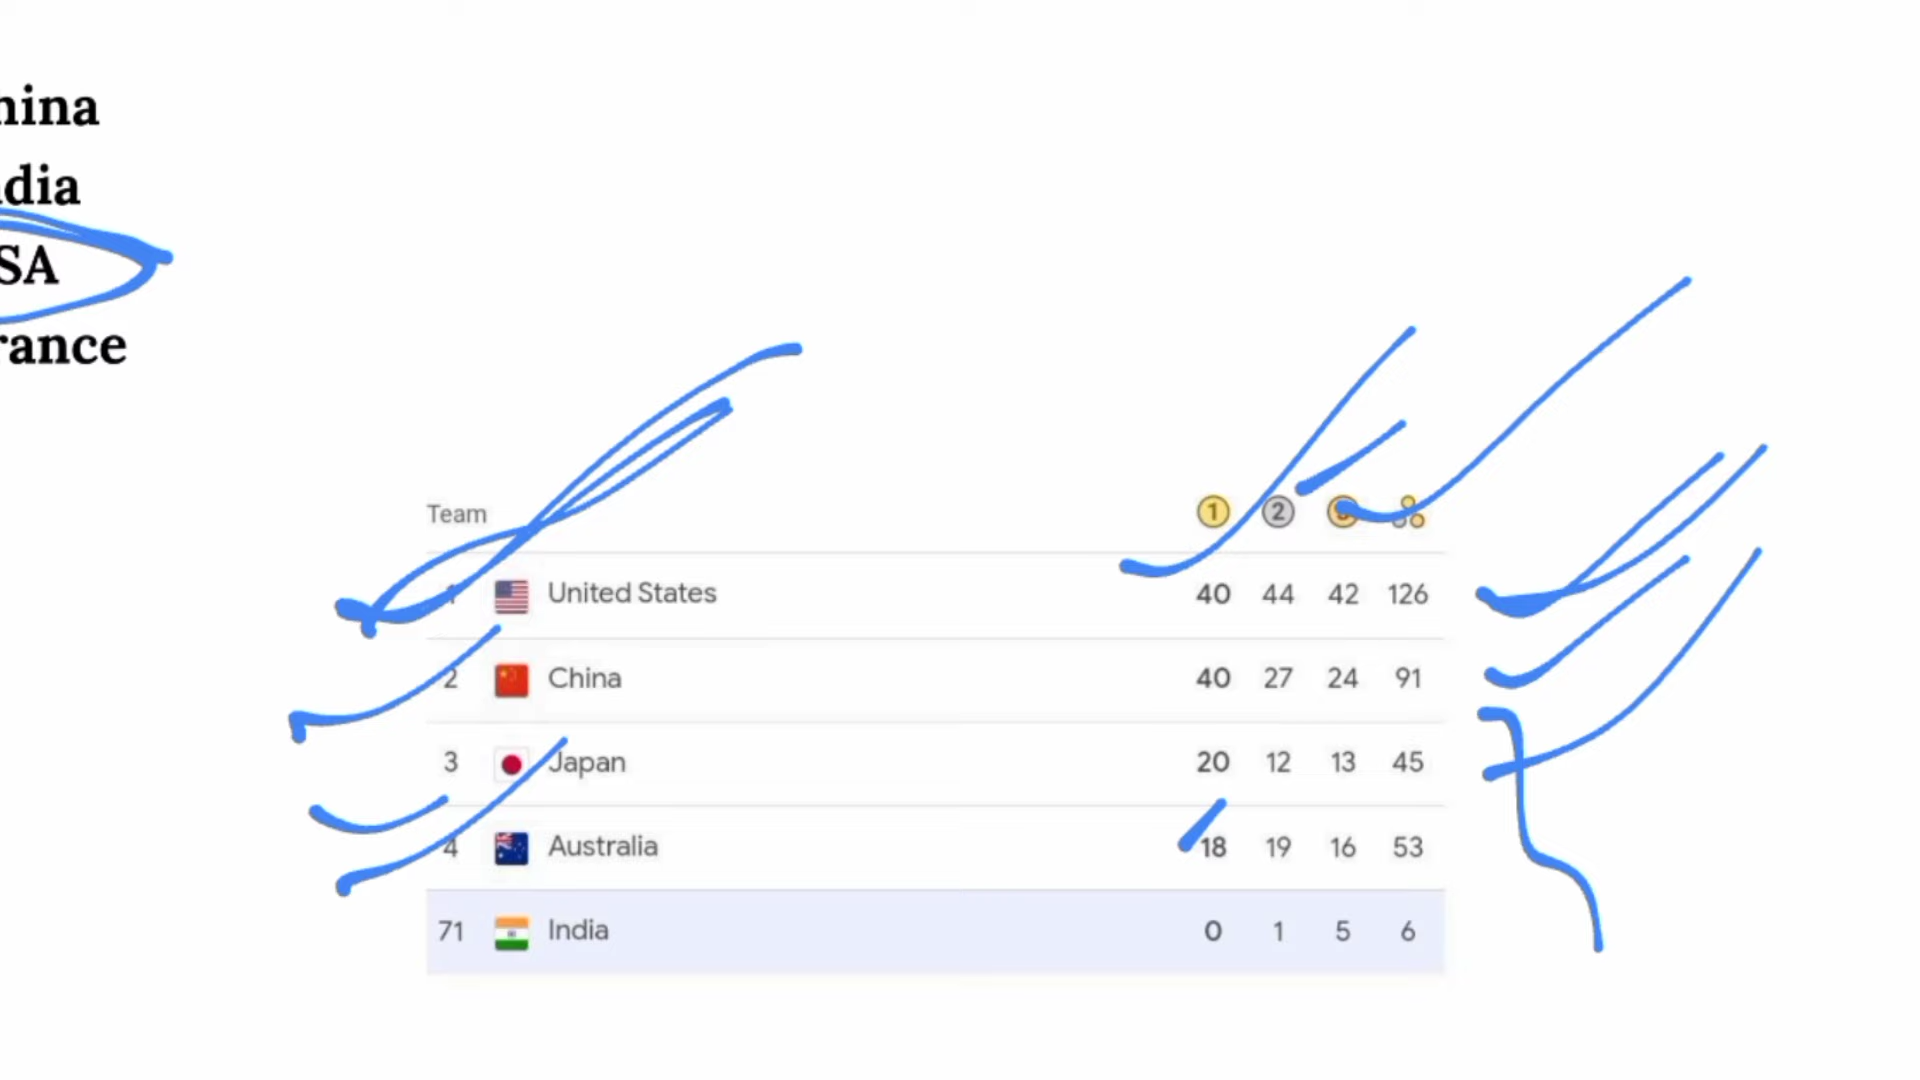 hina
dia
SA
rance
Team 1 2
1 United States 40 44 42 126
2 China 40 27 24 91
3 Japan 20 12 13 45
4 Australia 18 19 16 53
71 India 0 1 5 6